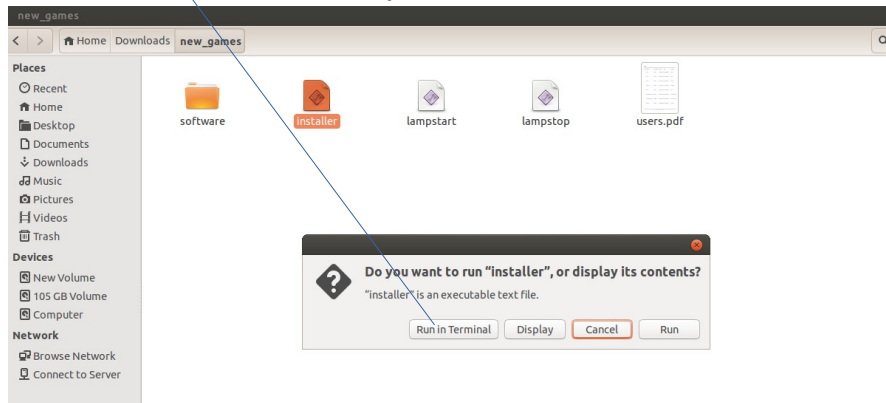 new_games
Home Downloads new_games
Places
Recent
Home
Desktop
Documents
Downloads
Music
Pictures
Videos
Trash
Devices
New Volume
105 GB Volume
Computer
Network
Browse Network
Connect to Server
software installer lampstart lampstop users.pdf
Do you want to run “installer”, or display its contents?
"installer" is an executable text file.
Run in Terminal Display Cancel Run